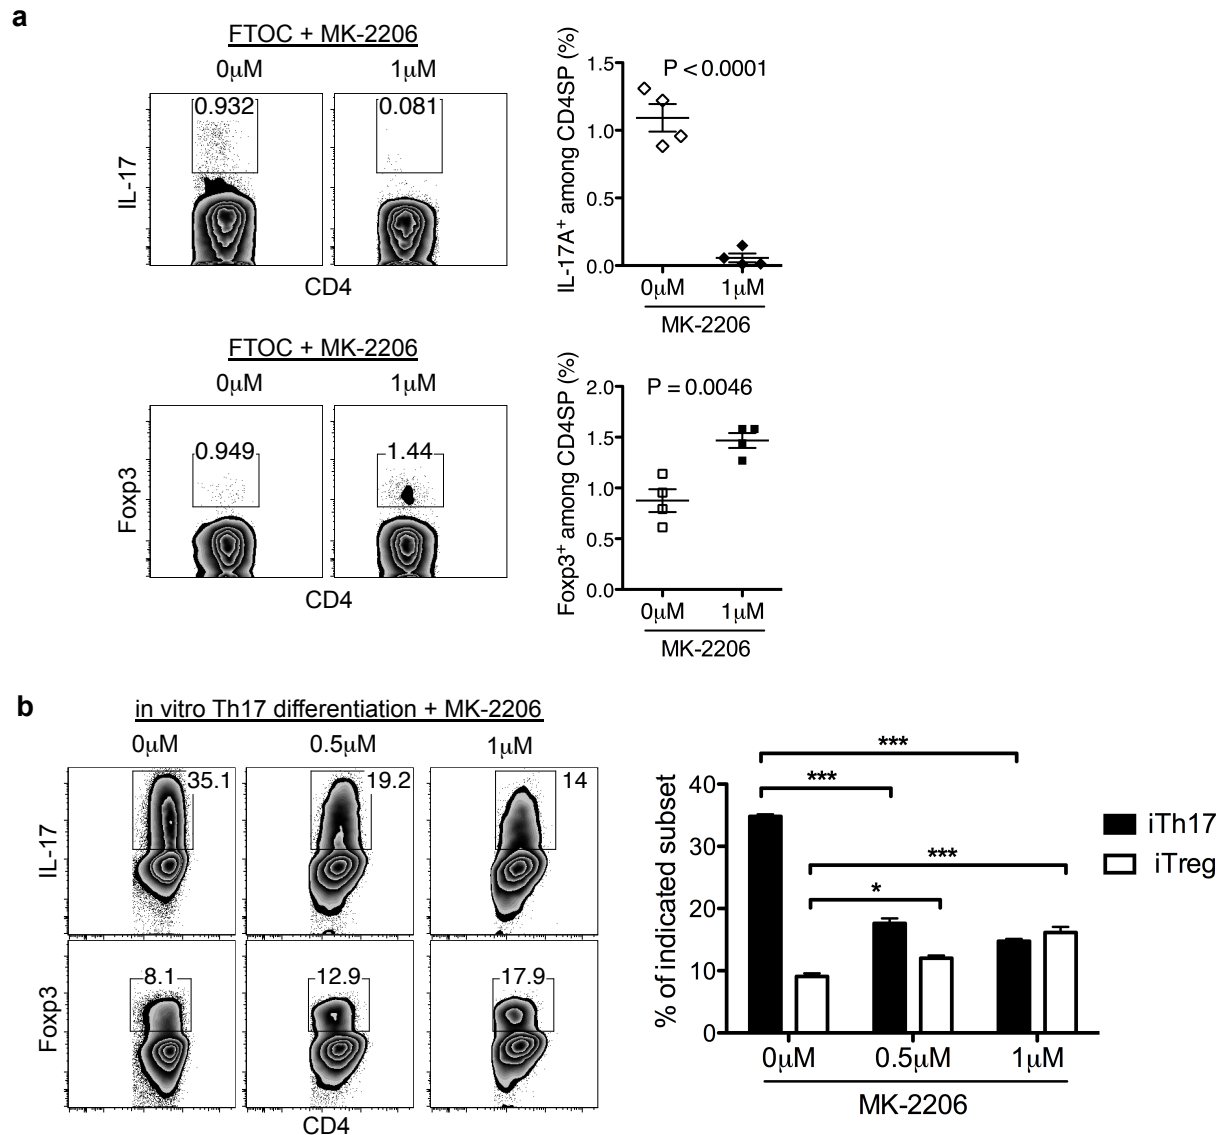 a
FTOC + MK-2206
0μM 1μM
0.932 0.081
IL-17
CD4
IL-17A+ among CD4SP (%)
1.5
1.0
0.5
0.0
P < 0.0001
0μM 1μM
MK-2206
FTOC + MK-2206
0μM 1μM
0.949 1.44
Foxp3
CD4
Foxp3+ among CD4SP (%)
2.0
1.5
1.0
0.5
0.0
P = 0.0046
0μM 1μM
MK-2206
b
in vitro Th17 differentiation + MK-2206
0μM 0.5μM 1μM
35.1 19.2 14
IL-17
8.1 12.9 17.9
Foxp3
CD4
% of indicated subset
40
30
20
10
0
***
***
***
*
iTh17
iTreg
0μM 0.5μM 1μM
MK-2206